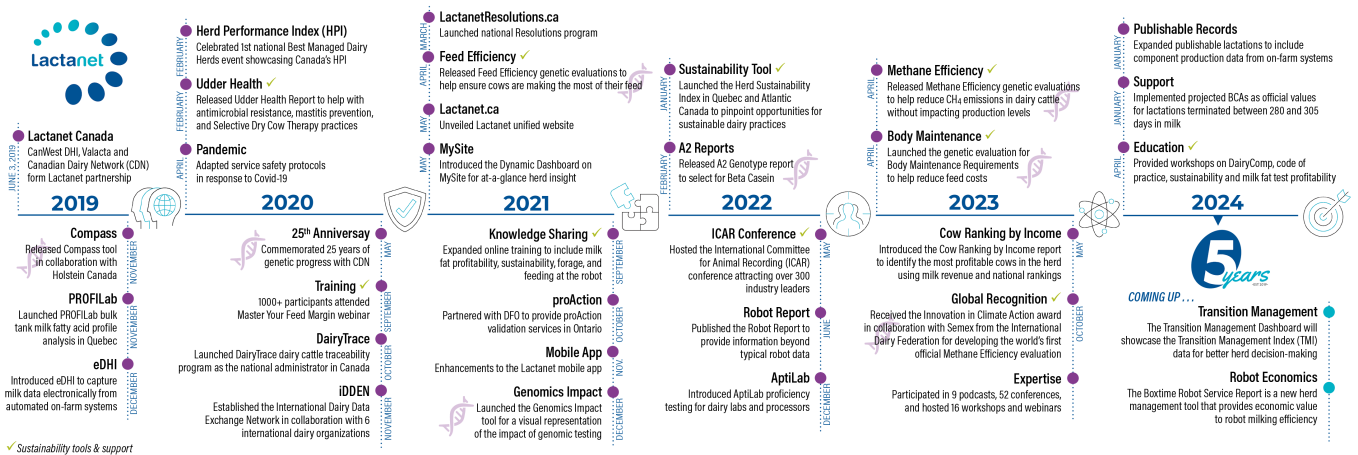 Lactanet
JUNE 3, 2019
Lactanet Canada
CanWest DHI, Valacta and
Canadian Dairy Network (CDN)
form Lactanet partnership
2019
Compass
Released Compass tool
in collaboration with
Holstein Canada
NOVEMBER
PROFILab
Launched PROFILab bulk
tank milk fatty acid profile
analysis in Quebec
NOVEMBER
eDHI
Introduced eDHI to capture
milk data electronically from
automated on-farm systems
DECEMBER
FEBRUARY
Herd Performance Index (HPI)
Celebrated 1st national Best Managed Dairy
Herds event showcasing Canada's HPI
FEBRUARY
Udder Health ✓
Released Udder Health Report to help with
antimicrobial resistance, mastitis prevention,
and Selective Dry Cow Therapy practices
APRIL
Pandemic
Adapted service safety protocols
in response to Covid-19
2020
25th Anniversay
Commemorated 25 years of
genetic progress with CDN
MAY
Training ✓
1000+ participants attended
Master Your Feed Margin webinar
SEPTEMBER
DairyTrace
Launched DairyTrace dairy cattle traceability
program as the national administrator in Canada
OCTOBER
iDDEN
Established the International Dairy Data
Exchange Network in collaboration with 6
international dairy organizations
NOVEMBER
MARCH
LactanetResolutions.ca
Launched national Resolutions program
APRIL
Feed Efficiency ✓
Released Feed Efficiency genetic evaluations to
help ensure cows are making the most of their feed
MAY
Lactanet.ca
Unveiled Lactanet unified website
MAY
MySite
Introduced the Dynamic Dashboard on
MySite for at-a-glance herd insight
2021
Knowledge Sharing ✓
Expanded online training to include milk
fat profitability, sustainability, forage, and
feeding at the robot
SEPTEMBER
proAction
Partnered with DFO to provide proAction
validation services in Ontario
OCTOBER
Mobile App
Enhancements to the Lactanet mobile app
NOV.
Genomics Impact
Launched the Genomics Impact
tool for a visual representation
of the impact of genomic testing
DECEMBER
JANUARY
Sustainability Tool ✓
Launched the Herd Sustainability
Index in Quebec and Atlantic
Canada to pinpoint opportunities for
sustainable dairy practices
FEBRUARY
A2 Reports
Released A2 Genotype report
to select for Beta Casein
2022
ICAR Conference ✓
Hosted the International Committee
for Animal Recording (ICAR)
conference attracting over 300
industry leaders
MAY
Robot Report
Published the Robot Report to
provide information beyond
typical robot data
JUNE
AptiLab
Introduced AptiLab proficiency
testing for dairy labs and processors
DECEMBER
APRIL
Methane Efficiency ✓
Released Methane Efficiency genetic evaluations
to help reduce CH₄ emissions in dairy cattle
without impacting production levels
APRIL
Body Maintenance ✓
Launched the genetic evaluation for
Body Maintenance Requirements
to help reduce feed costs
2023
Cow Ranking by Income
Introduced the Cow Ranking by Income report
to identify the most profitable cows in the herd
using milk revenue and national rankings
MAY
Global Recognition ✓
Received the Innovation in Climate Action award
in collaboration with Semex from the International
Dairy Federation for developing the world's first
official Methane Efficiency evaluation
OCTOBER
Expertise
Participated in 9 podcasts, 52 conferences,
and hosted 16 workshops and webinars
JANUARY
Publishable Records
Expanded publishable lactations to include
component production data from on-farm systems
JANUARY
Support
Implemented projected BCAs as official values
for lactations terminated between 280 and 305
days in milk
APRIL
Education ✓
Provided workshops on DairyComp, code of
practice, sustainability and milk fat test profitability
2024
5 years
COMING UP . . .
Transition Management
The Transition Management Dashboard will
showcase the Transition Management Index (TMI)
data for better herd decision-making
Robot Economics
The Boxtime Robot Service Report is a new herd
management tool that provides economic value
to robot milking efficiency
✓ Sustainability tools & support